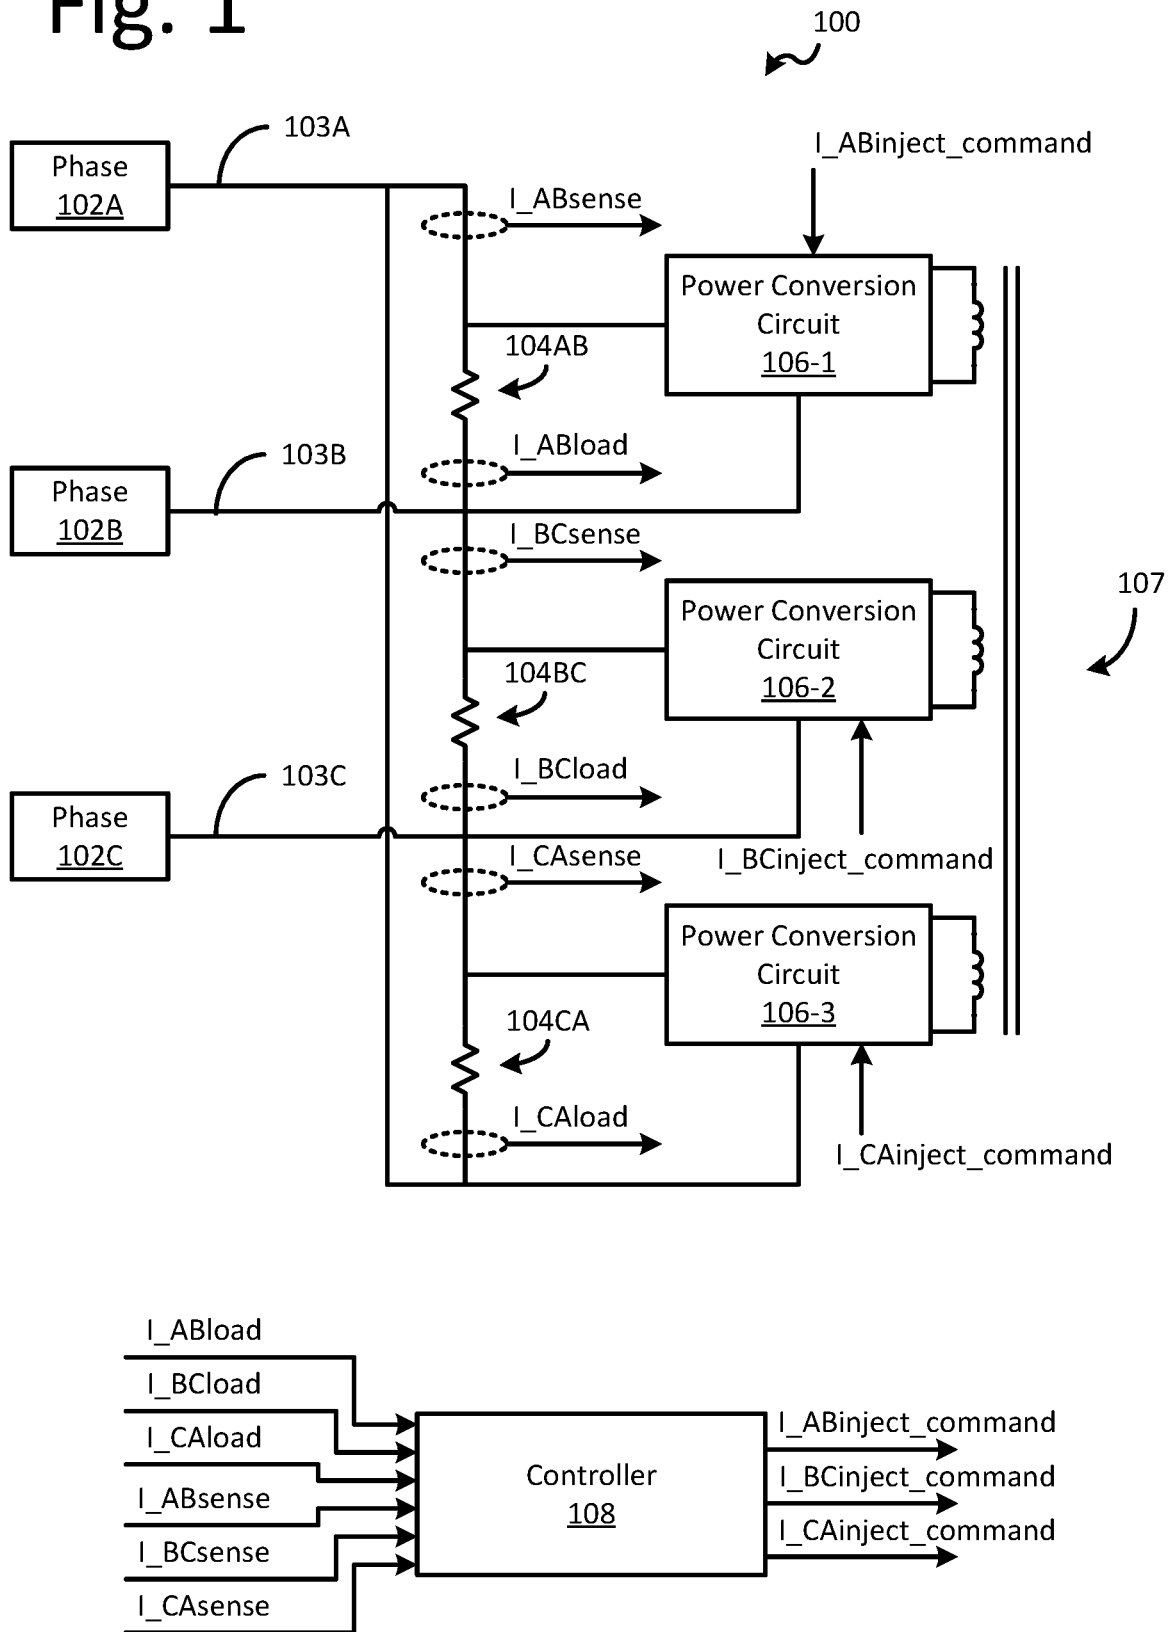 Fig. 1
100
103A
I_ABinject_command
Phase
102A
I_ABsense
Power Conversion
Circuit
106-1
104AB
I_ABload
103B
Phase
102B
I_BCsense
107
Power Conversion
Circuit
106-2
104BC
I_BCload
103C
Phase
102C
I_CAsense
I_BCinject_command
Power Conversion
Circuit
106-3
104CA
I_CAload
I_CAinject_command
I_ABload
I_BCload
I_CAload
I_ABsense
I_BCsense
I_CAsense
Controller
108
I_ABinject_command
I_BCinject_command
I_CAinject_command